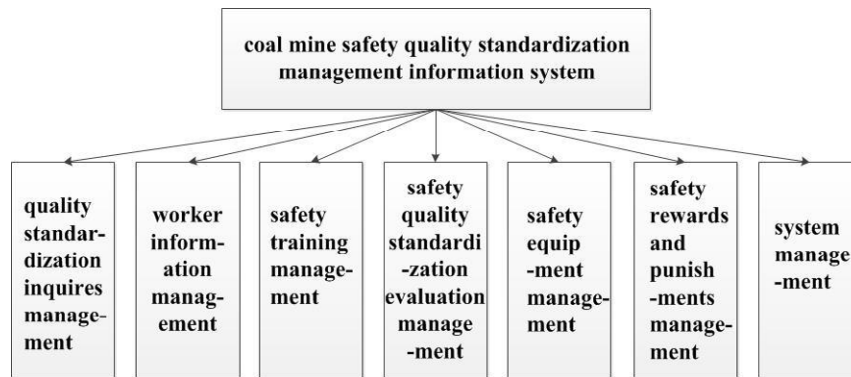 coal mine safety quality standardization
management information system
quality
standar-
dization
inquires
manage-
ment
worker
inform-
ation
manag-
ement
safety
training
manage-
ment
safety
quality
standardi
-zation
evaluation
manage
-ment
safety
equip
-ment
manage-
ment
safety
rewards
and
punish
-ments
manage-
ment
system
manage
-ment